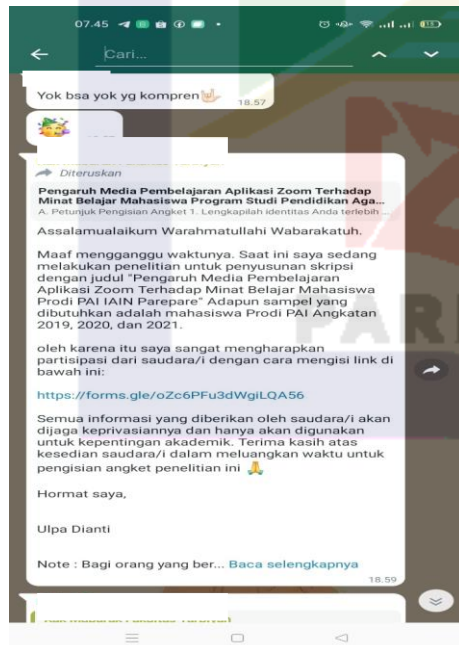 07.45
Cari...
Yok bsa yok yg kompren🤟🏻 18.57
Diteruskan
Pengaruh Media Pembelajaran Aplikasi Zoom Terhadap
Minat Belajar Mahasiswa Program Studi Pendidikan Aga...
A. Petunjuk Pengisian Angket 1. Lengkapilah identitas Anda terlebih ...
Assalamualaikum Warahmatullahi Wabarakatuh.
Maaf mengganggu waktunya. Saat ini saya sedang
melakukan penelitian untuk penyusunan skripsi
dengan judul "Pengaruh Media Pembelajaran
Aplikasi Zoom Terhadap Minat Belajar Mahasiswa
Prodi PAI IAIN Parepare" Adapun sampel yang
dibutuhkan adalah mahasiswa Prodi PAI Angkatan
2019, 2020, dan 2021.
oleh karena itu saya sangat mengharapkan
partisipasi dari saudara/i dengan cara mengisi link di
bawah ini:
https://forms.gle/oZc6PFu3dWgiLQA56
Semua informasi yang diberikan oleh saudara/i akan
dijaga keprivasiannya dan hanya akan digunakan
untuk kepentingan akademik. Terima kasih atas
kesedian saudara/i dalam meluangkan waktu untuk
pengisian angket penelitian ini 🙏
Hormat saya,
Ulpa Dianti
Note : Bagi orang yang ber... Baca selengkapnya
18.59